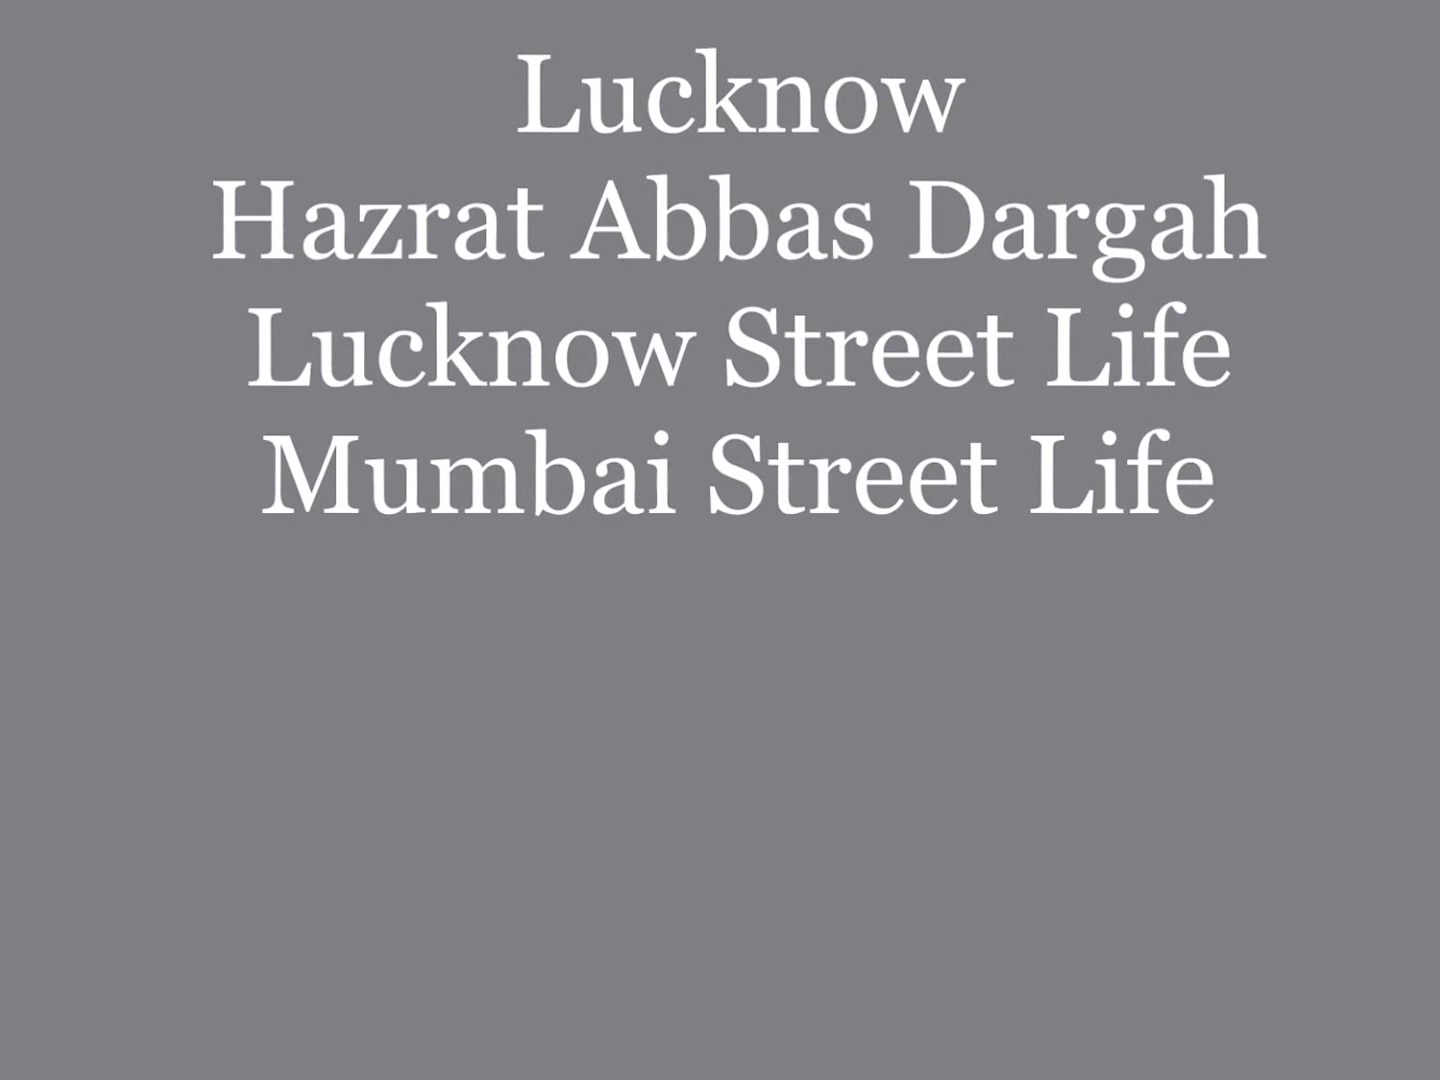 Lucknow
Hazrat Abbas Dargah
Lucknow Street Life
Mumbai Street Life